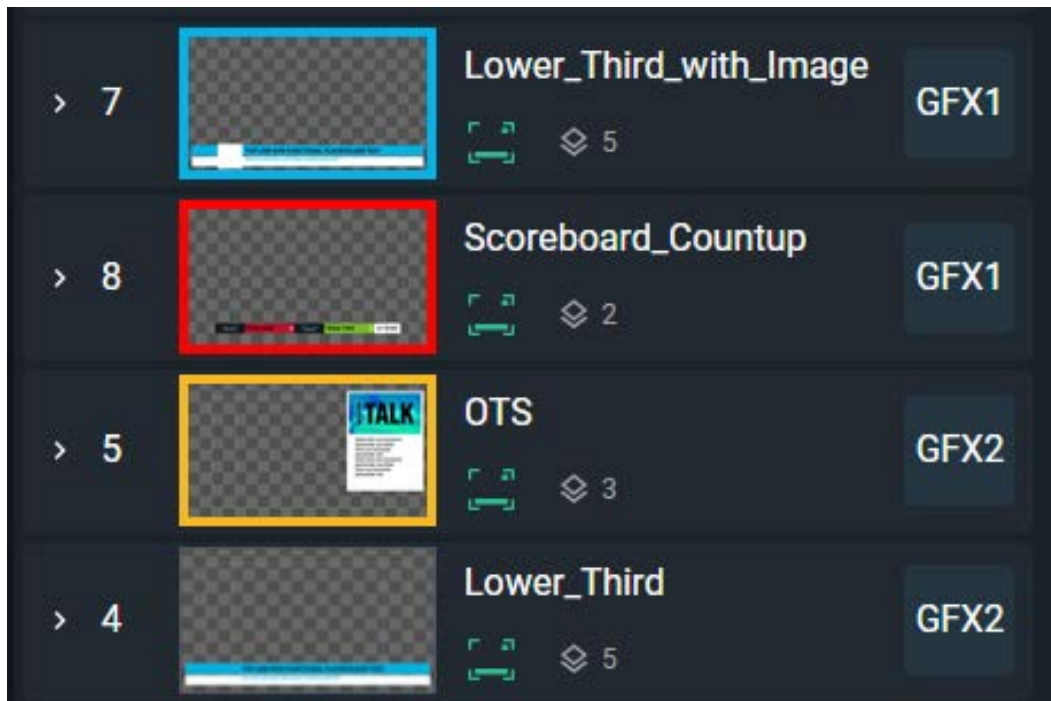 7
Lower_Third_with_Image
5
GFX1
8
Scoreboard_Countup
2
GFX1
5
TALK
OTS
3
GFX2
4
Lower_Third
5
GFX2